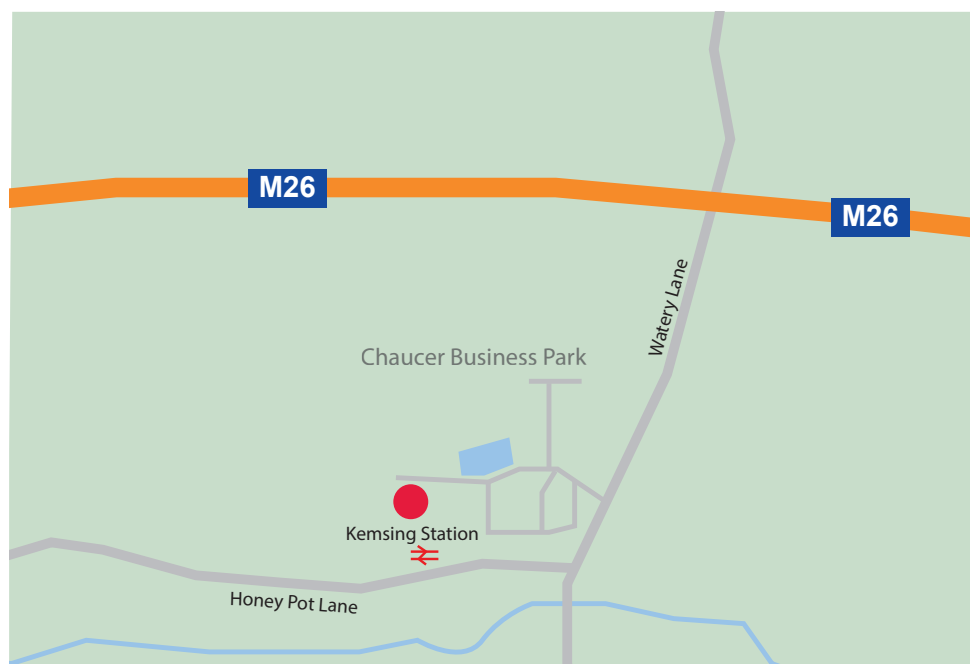 M26
M26
Watery Lane
Chaucer Business Park
Kemsing Station
Honey Pot Lane